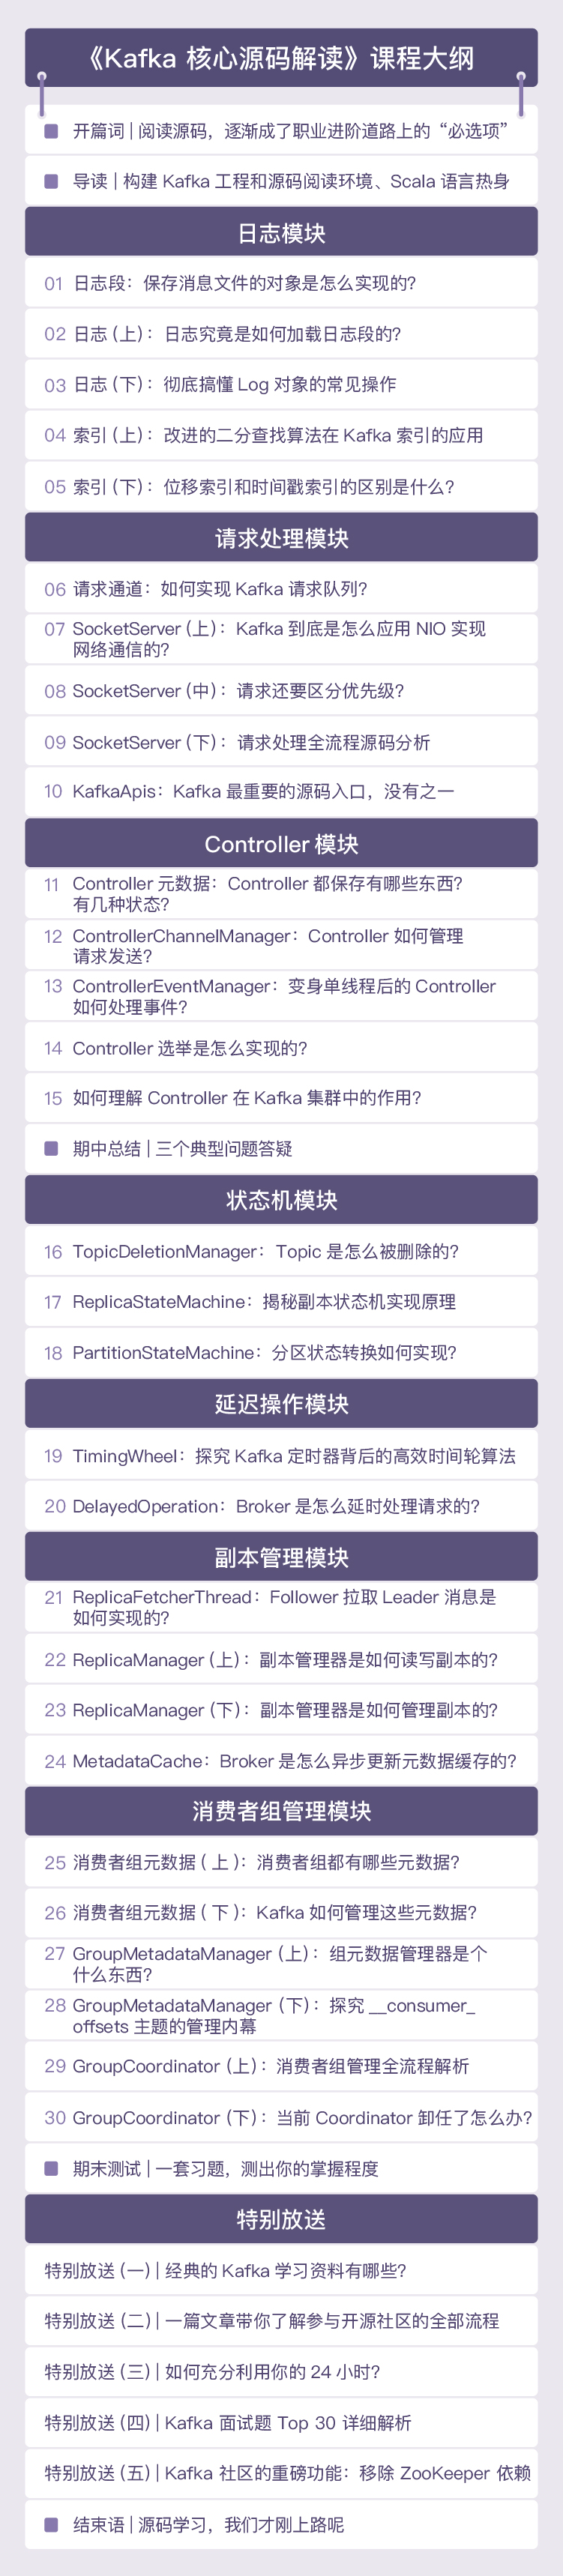 《Kafka 核心源码解读》课程大纲
开篇词 | 阅读源码，逐渐成了职业进阶道路上的“必选项”
导读 | 构建 Kafka 工程和源码阅读环境、Scala 语言热身
日志模块
01 日志段：保存消息文件的对象是怎么实现的?
02 日志 (上)：日志究竟是如何加载日志段的?
03 日志 (下)：彻底搞懂 Log 对象的常见操作
04 索引 (上)：改进的二分查找算法在 Kafka 索引的应用
05 索引 (下)：位移索引和时间戳索引的区别是什么?
请求处理模块
06 请求通道：如何实现 Kafka 请求队列?
07 SocketServer (上)：Kafka 到底是怎么应用 NIO 实现
网络通信的?
08 SocketServer (中)：请求还要区分优先级?
09 SocketServer (下)：请求处理全流程源码分析
10 KafkaApis：Kafka 最重要的源码入口，没有之一
Controller 模块
11 Controller 元数据：Controller 都保存有哪些东西?
有几种状态?
12 ControllerChannelManager：Controller 如何管理
请求发送?
13 ControllerEventManager：变身单线程后的 Controller
如何处理事件?
14 Controller 选举是怎么实现的?
15 如何理解 Controller 在 Kafka 集群中的作用?
期中总结 | 三个典型问题答疑
状态机模块
16 TopicDeletionManager：Topic 是怎么被删除的?
17 ReplicaStateMachine：揭秘副本状态机实现原理
18 PartitionStateMachine：分区状态转换如何实现?
延迟操作模块
19 TimingWheel：探究 Kafka 定时器背后的高效时间轮算法
20 DelayedOperation：Broker 是怎么延时处理请求的?
副本管理模块
21 ReplicaFetcherThread：Follower 拉取 Leader 消息是
如何实现的?
22 ReplicaManager (上)：副本管理器是如何读写副本的?
23 ReplicaManager (下)：副本管理器是如何管理副本的?
24 MetadataCache：Broker 是怎么异步更新元数据缓存的?
消费者组管理模块
25 消费者组元数据 ( 上 )：消费者组都有哪些元数据?
26 消费者组元数据 ( 下 )：Kafka 如何管理这些元数据?
27 GroupMetadataManager (上)：组元数据管理器是个
什么东西?
28 GroupMetadataManager (下)：探究 __consumer_
offsets 主题的管理内幕
29 GroupCoordinator (上)：消费者组管理全流程解析
30 GroupCoordinator (下)：当前 Coordinator 卸任了怎么办?
期末测试 | 一套习题，测出你的掌握程度
特别放送
特别放送 (一) | 经典的 Kafka 学习资料有哪些?
特别放送 (二) | 一篇文章带你了解参与开源社区的全部流程
特别放送 (三) | 如何充分利用你的 24 小时?
特别放送 (四) | Kafka 面试题 Top 30 详细解析
特别放送 (五) | Kafka 社区的重磅功能：移除 ZooKeeper 依赖
结束语 | 源码学习，我们才刚上路呢